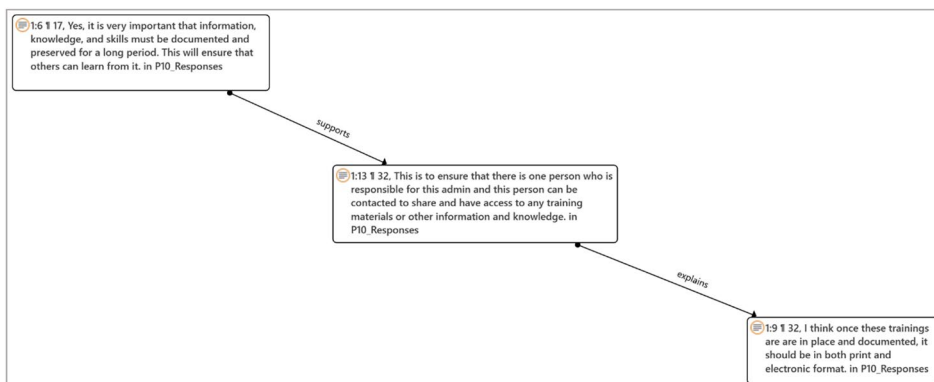 1:6 ¶ 17, Yes, it is very important that information,
knowledge, and skills must be documented and
preserved for a long period. This will ensure that
others can learn from it. in P10_Responses
supports
1:13 ¶ 32, This is to ensure that there is one person who is
responsible for this admin and this person can be
contacted to share and have access to any training
materials or other information and knowledge. in
P10_Responses
explains
1:9 ¶ 32, I think once these trainings
are are in place and documented, it
should be in both print and
electronic format. in P10_Responses